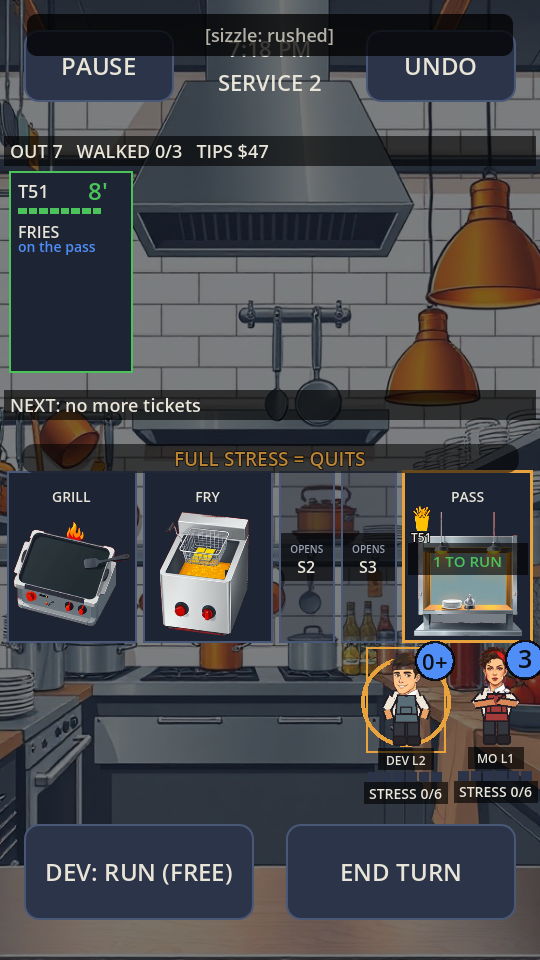 [sizzle: rushed]
7:18 PM
PAUSE
SERVICE 2
UNDO
OUT 7 WALKED 0/3 TIPS $47
T51 8'
FRIES
on the pass
NEXT: no more tickets
FULL STRESS = QUITS
GRILL
FRY
OPENS
S2
OPENS
S3
PASS
T51
1 TO RUN
0+
3
DEV L2
MO L1
STRESS 0/6
STRESS 0/6
DEV: RUN (FREE)
END TURN